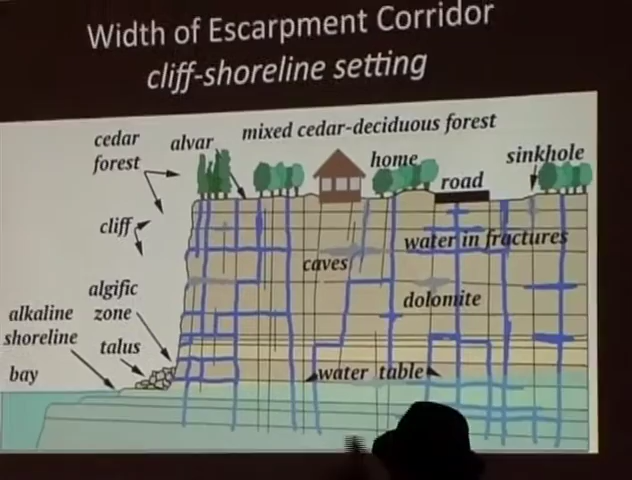 Width of Escarpment Corridor
cliff-shoreline setting
cedar
forest
alvar
mixed cedar-deciduous forest
home
road
sinkhole
cliff
water in fractures
caves
algific
zone
dolomite
alkaline
shoreline
talus
bay
water table